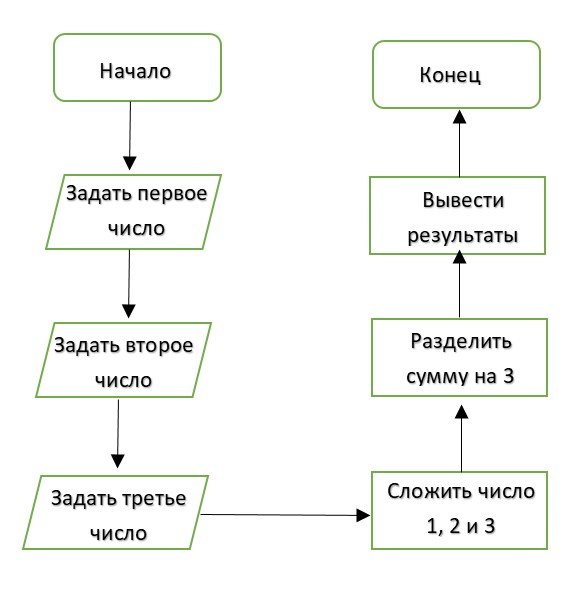 Начало
Задать первое
число
Задать второе
число
Задать третье
число
Сложить число
1, 2 и 3
Разделить
сумму на 3
Вывести
результаты
Конец